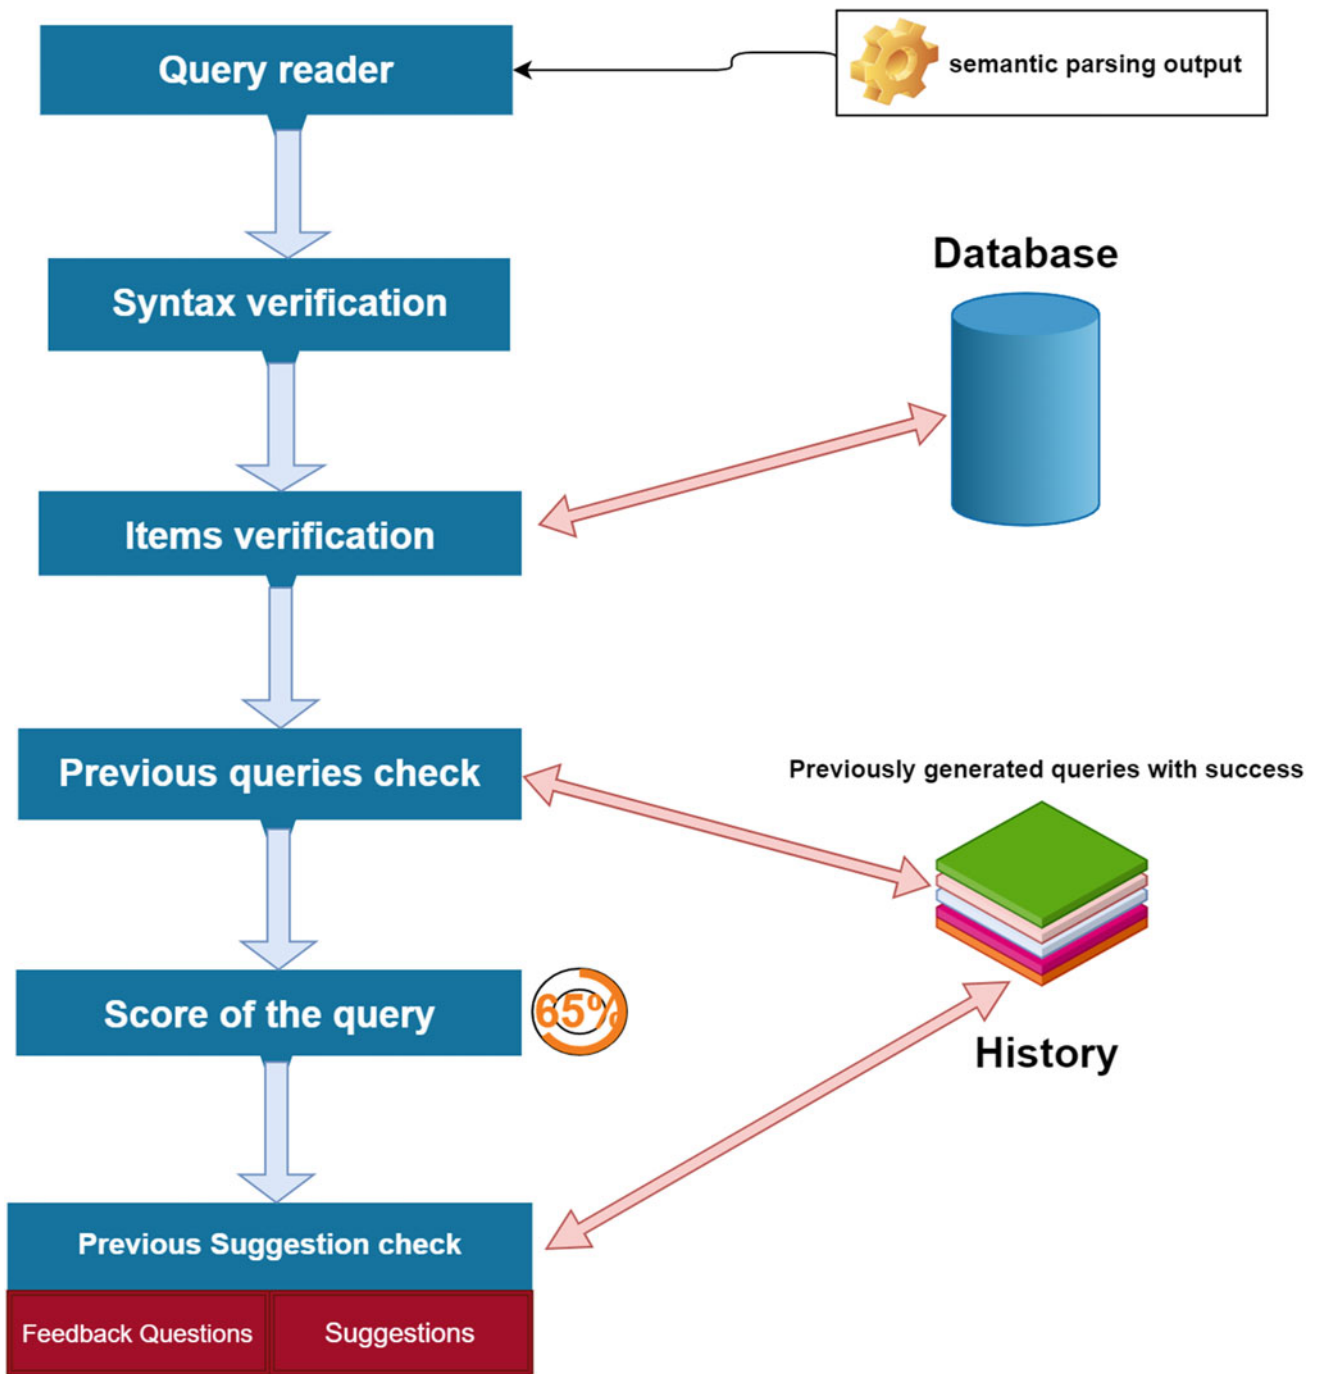 Query reader
semantic parsing output
Syntax verification
Database
Items verification
Previous queries check
Previously generated queries with success
Score of the query
65%
History
Previous Suggestion check
Feedback Questions
Suggestions